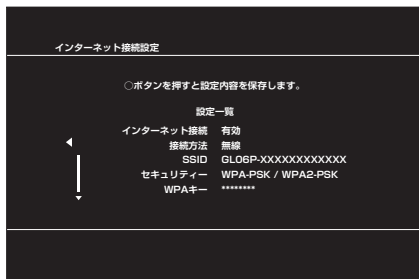 インターネット接続設定
○ボタンを押すと設定内容を保存します。
設定一覧
インターネット接続 有効
接続方法 無線
SSID GL06P-XXXXXXXXXXXX
セキュリティー WPA-PSK / WPA2-PSK
WPAキー ********